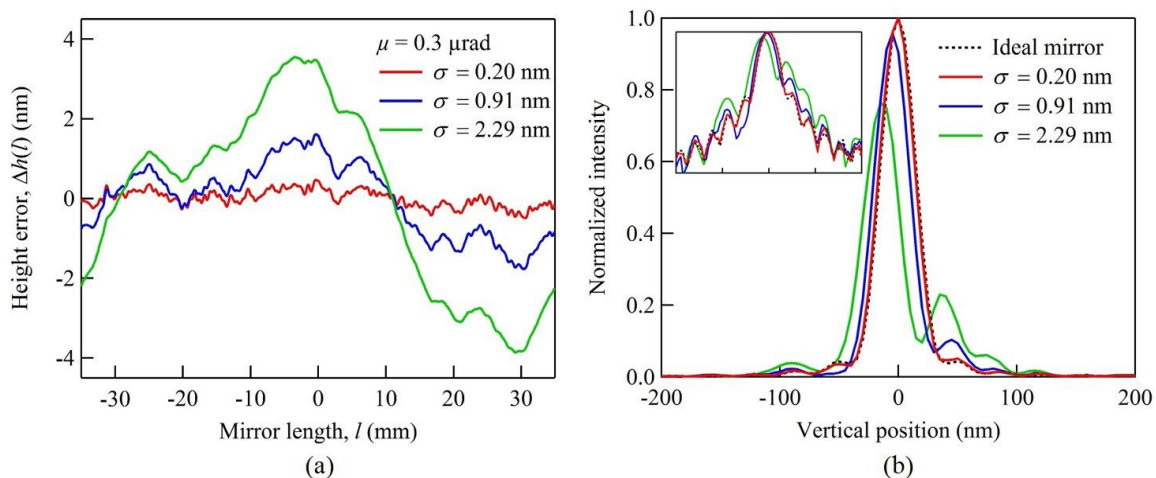 4
2
0
-2
-4
Height error, Δh(l) (nm)
μ = 0.3 μrad
σ = 0.20 nm
σ = 0.91 nm
σ = 2.29 nm
-30 -20 -10 0 10 20 30
Mirror length, l (mm)
(a)
1.0
0.8
0.6
0.4
0.2
0.0
Normalized intensity
Ideal mirror
σ = 0.20 nm
σ = 0.91 nm
σ = 2.29 nm
-200 -100 0 100 200
Vertical position (nm)
(b)